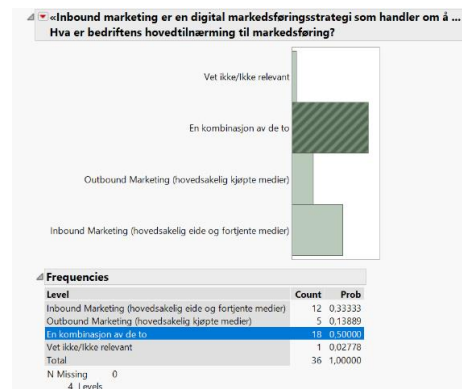 «Inbound marketing er en digital markedsføringsstrategi som handler om å ...
Hva er bedriftens hovedtilnærming til markedsføring?
Vet ikke/Ikke relevant
En kombinasjon av de to
Outbound Marketing (hovedsakelig kjøpte medier)
Inbound Marketing (hovedsakelig eide og fortjente medier)
Frequencies
Level Count Prob
Inbound Marketing (hovedsakelig eide og fortjente medier) 12 0,33333
Outbound Marketing (hovedsakelig kjøpte medier) 5 0,13889
En kombinasjon av de to 18 0,50000
Vet ikke/Ikke relevant 1 0,02778
Total 36 1,00000
N Missing 0
4 Levels